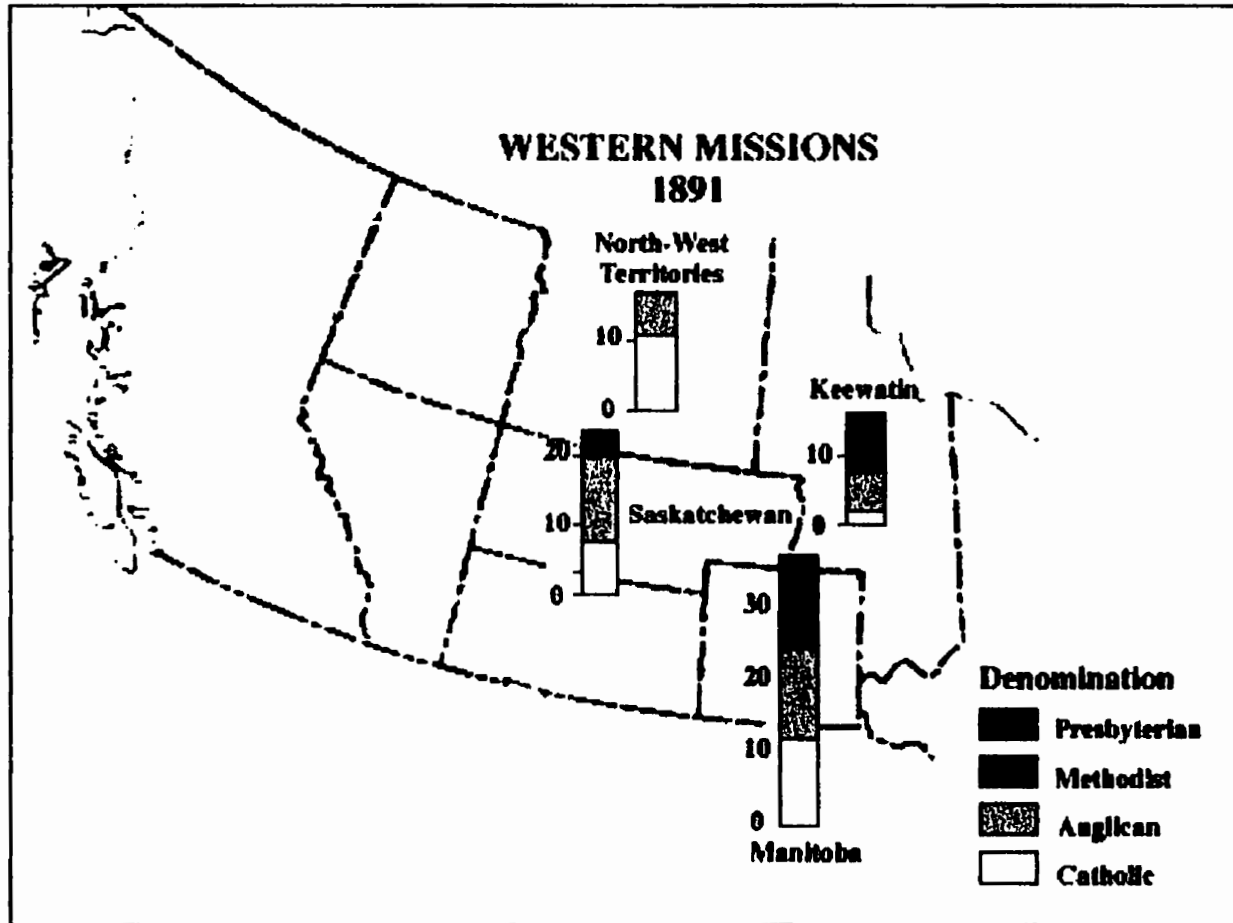 WESTERN MISSIONS
1891
North-West
Territories
10
0
Keewatin
10
0
20
10
0
Saskatchewan
30
20
10
0
Manitoba
Denomination
Presbyterian
Methodist
Anglican
Catholic